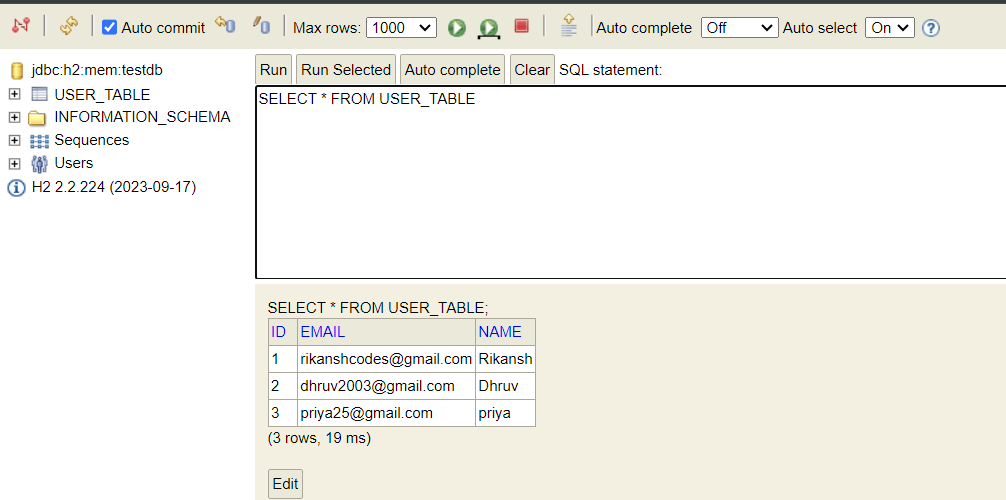 Auto commit Max rows: 1000 Auto complete Off Auto select On ?
jdbc:h2:mem:testdb
USER_TABLE
INFORMATION_SCHEMA
Sequences
Users
H2 2.2.224 (2023-09-17)
Run Run Selected Auto complete Clear SQL statement:
SELECT * FROM USER_TABLE
SELECT * FROM USER_TABLE;
ID EMAIL NAME
1 rikanshcodes@gmail.com Rikansh
2 dhruv2003@gmail.com Dhruv
3 priya25@gmail.com priya
(3 rows, 19 ms)
Edit